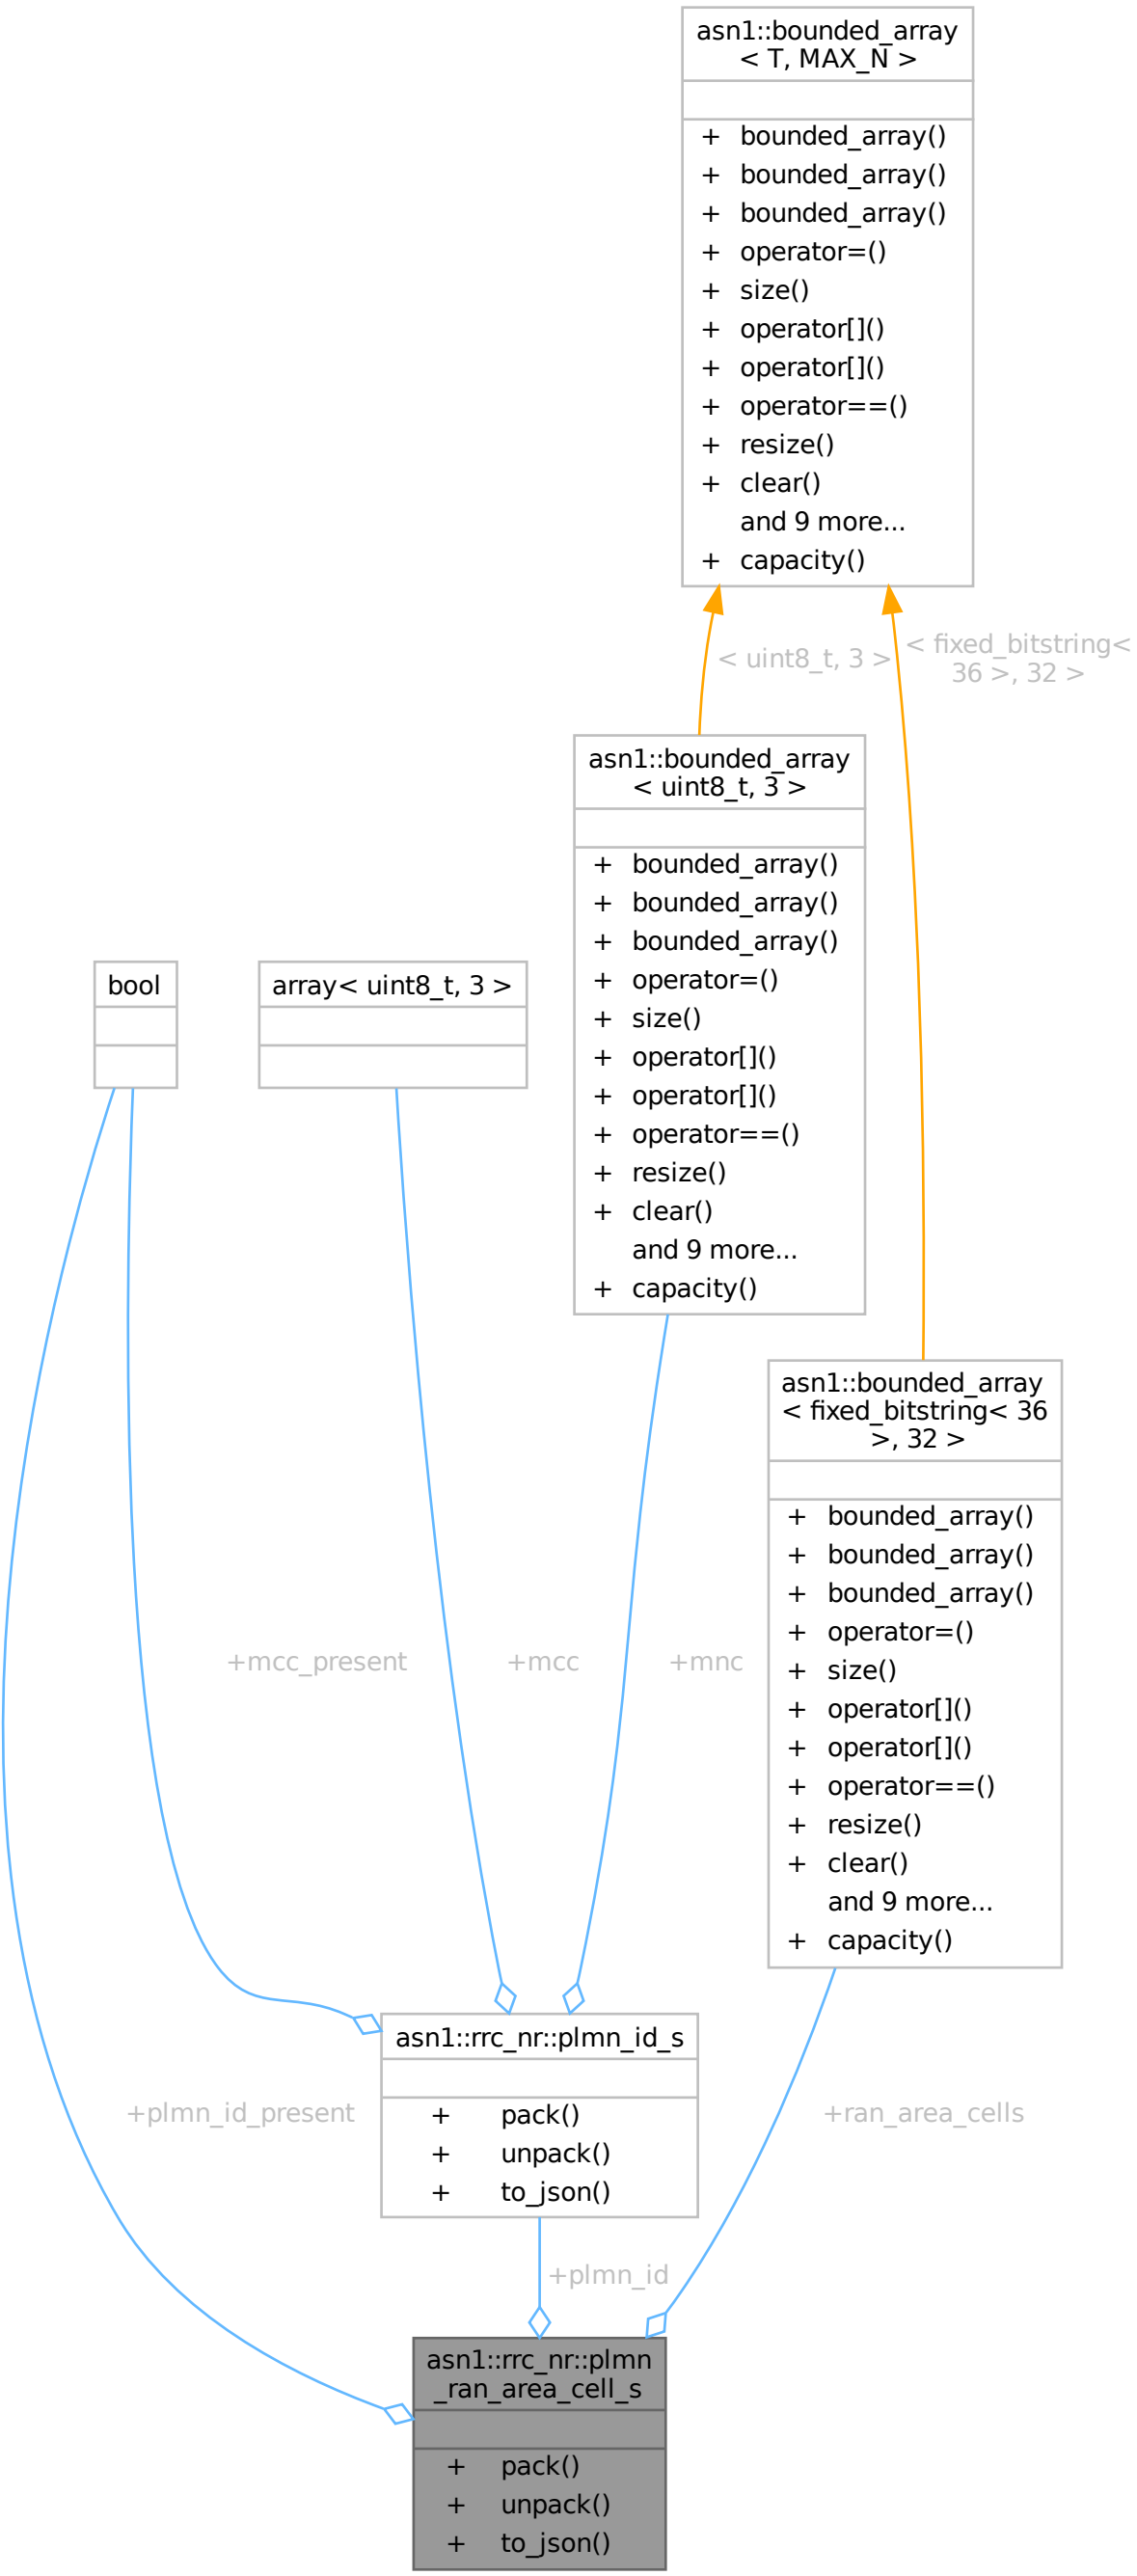 asn1::bounded_array
< T, MAX_N >
+ bounded_array()
+ bounded_array()
+ bounded_array()
+ operator=()
+ size()
+ operator[]()
+ operator[]()
+ operator==()
+ resize()
+ clear()
and 9 more...
+ capacity()
< uint8_t, 3 >
< fixed_bitstring<
36 >, 32 >
asn1::bounded_array
< uint8_t, 3 >
+ bounded_array()
+ bounded_array()
+ bounded_array()
+ operator=()
+ size()
+ operator[]()
+ operator[]()
+ operator==()
+ resize()
+ clear()
and 9 more...
+ capacity()
bool
array< uint8_t, 3 >
asn1::bounded_array
< fixed_bitstring< 36
>, 32 >
+ bounded_array()
+ bounded_array()
+ bounded_array()
+ operator=()
+ size()
+ operator[]()
+ operator[]()
+ operator==()
+ resize()
+ clear()
and 9 more...
+ capacity()
+mcc_present
+mcc
+mnc
asn1::rrc_nr::plmn_id_s
+ pack()
+ unpack()
+ to_json()
+plmn_id_present
+ran_area_cells
+plmn_id
asn1::rrc_nr::plmn
_ran_area_cell_s
+ pack()
+ unpack()
+ to_json()